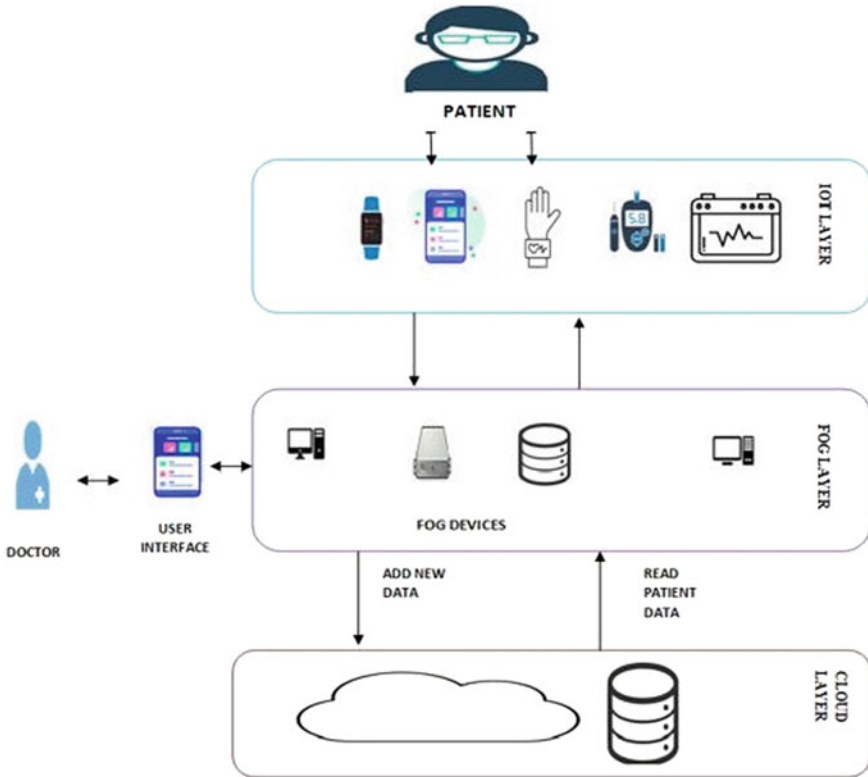 PATIENT
IOT LAYER
5.8
FOG LAYER
FOG DEVICES
DOCTOR
USER
INTERFACE
ADD NEW
DATA
READ
PATIENT
DATA
CLOUD
LAYER